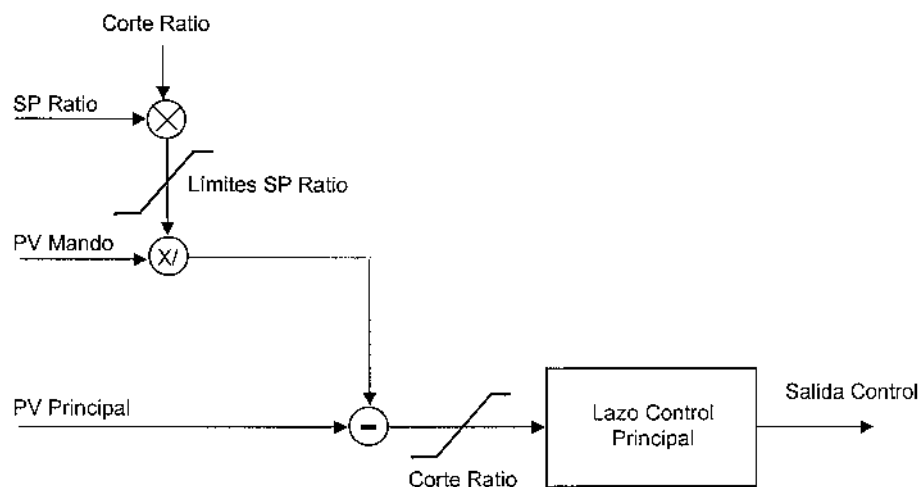 Corte Ratio
SP Ratio
Límites SP Ratio
PV Mando
X/
PV Principal
Lazo Control
Principal
Salida Control
Corte Ratio